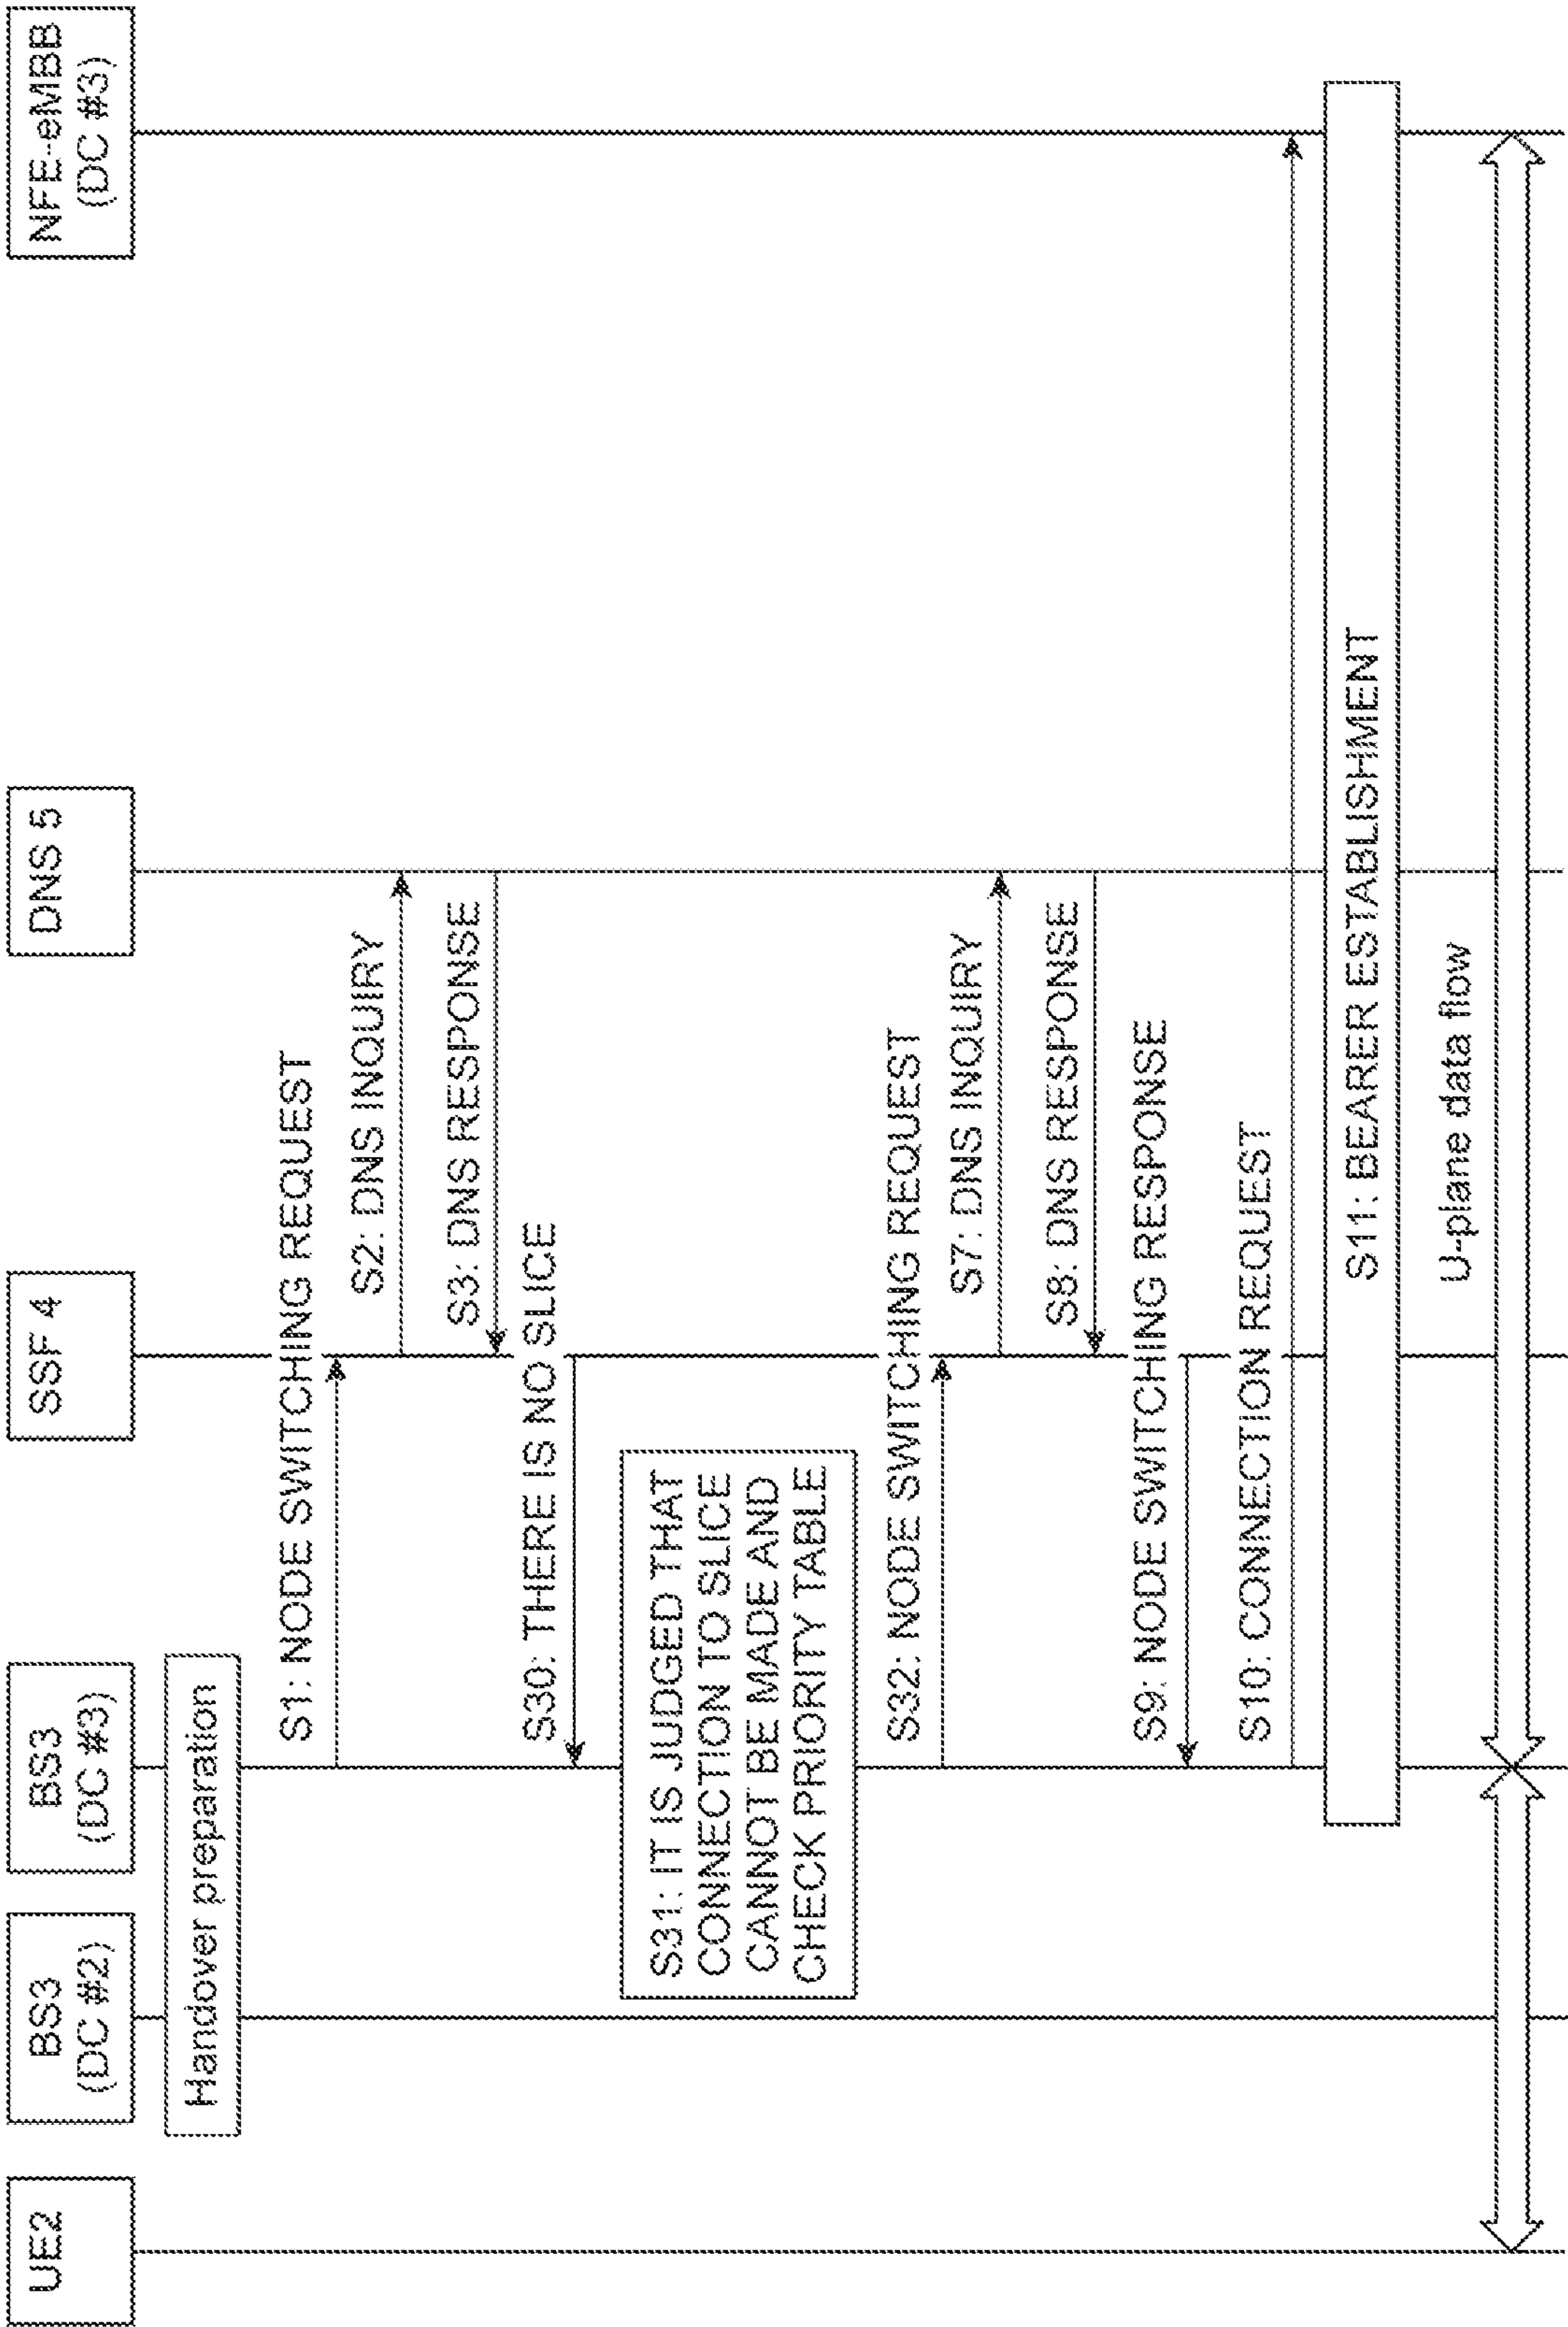 UE2
BS3
(DC #2)
BS3
(DC #3)
SSF 4
DNS 5
NFE-eMBB
(DC #3)
Handover preparation
S1: NODE SWITCHING REQUEST
S2: DNS INQUIRY
S3: DNS RESPONSE
S30: THERE IS NO SLICE
S31: IT IS JUDGED THAT
CONNECTION TO SLICE
CANNOT BE MADE AND
CHECK PRIORITY TABLE
S32: NODE SWITCHING REQUEST
S7: DNS INQUIRY
S8: DNS RESPONSE
S9: NODE SWITCHING RESPONSE
S10: CONNECTION REQUEST
S11: BEARER ESTABLISHMENT
U-plane data flow